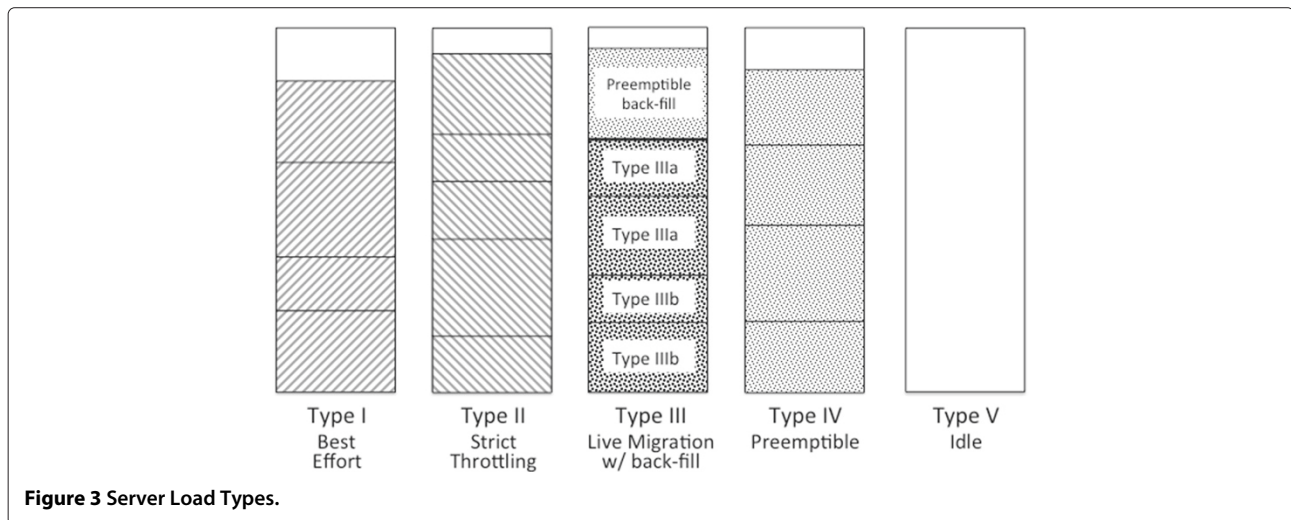 Preemptible
back-fill
Type IIIa
Type IIIa
Type IIIb
Type IIIb
Type I
Best
Effort
Type II
Strict
Throttling
Type III
Live Migration
w/ back-fill
Type IV
Preemptible
Type V
Idle
Figure 3 Server Load Types.